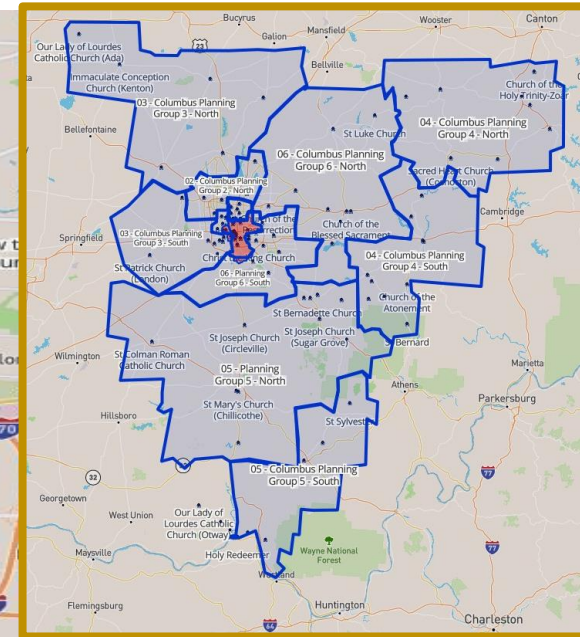 Bucyrus
Wooster
Canton
Mansfield
Galion
23
Our Lady of Lourdes
Catholic Church (Ada)
Bellville
Immaculate Conception
Church (Kenton)
Church of the
Holy Trinity-Zoar
03 - Columbus Planning
Group 3 - North
04 - Columbus Planning
Group 4 - North
St Luke Church
Bellefontaine
06 - Columbus Planning
Group 6 - North
Sacred Heart Church
02 - Columbus Planning
Group 2 - North
Cambridge
Church of the
Blessed Sacrament
03 - Columbus Planning
Group 3 - South
Springfield
04 - Columbus Planning
Group 4 - South
St Patrick Church
(London)
06 - Planning
Group 6 - South
Church of the
Atonement
St Bernadette Church
St Joseph Church
(Circleville)
St Joseph Church
(Sugar Grove)
St Bernard
Wilmington
St Colman Roman
Catholic Church
Marietta
05 - Planning
Group 5 - North
Athens
Parkersburg
St Mary's Church
(Chillicothe)
Hillsboro
St Sylvester
70
05 - Columbus Planning
Group 5 - South
77
32
Georgetown
West Union
Our Lady of
Lourdes Catholic
Church (Otway)
Holy Redeemer
Wayne National
Forest
77
Maysville
Flemingsburg
Huntington
64
Charleston